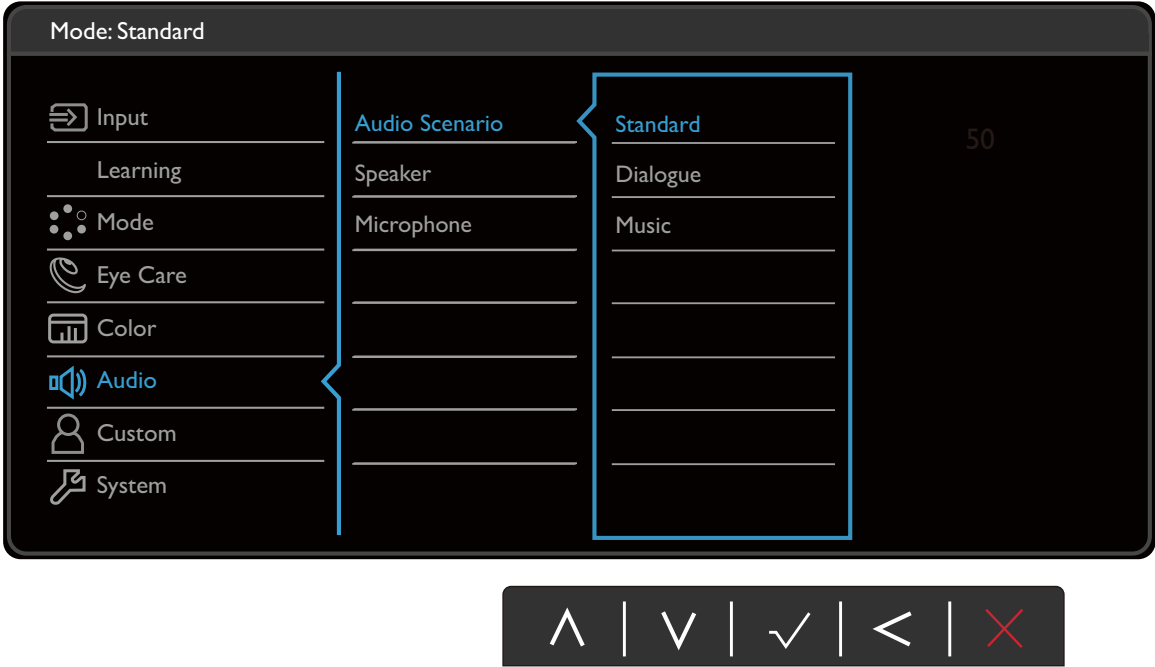 Mode: Standard
Input
Learning
Mode
Eye Care
Color
Audio
Custom
System
Audio Scenario
Speaker
Microphone
Standard
Dialogue
Music
50